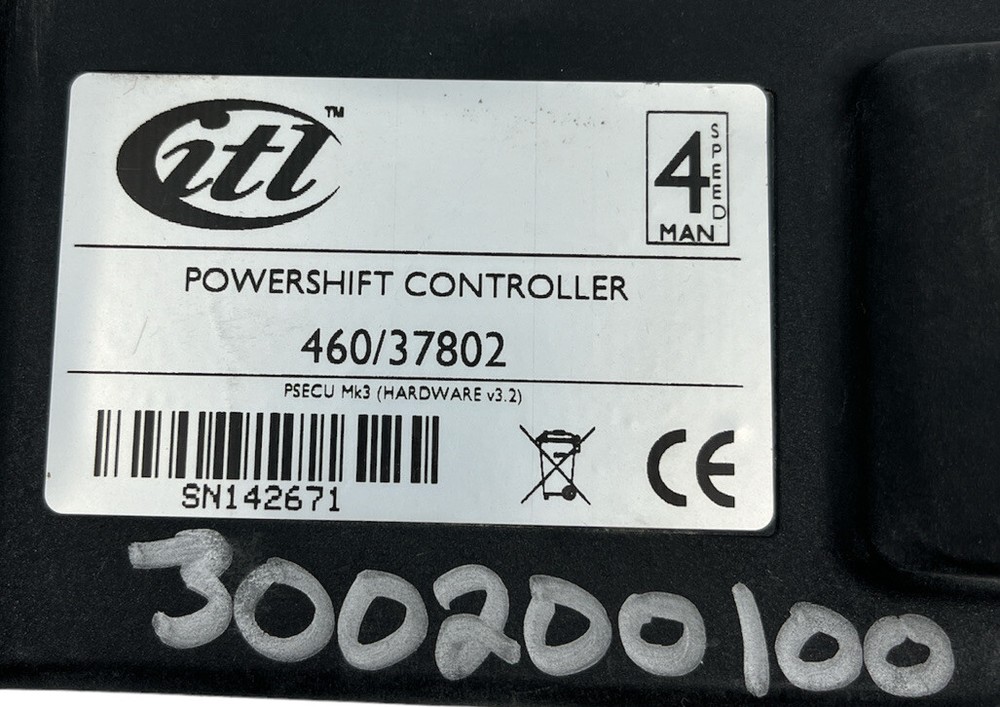 itl™
4 SPEED
MAN
POWERSHIFT CONTROLLER
460/37802
PSECU Mk3 (HARDWARE v3.2)
SN142671
CE
300200100